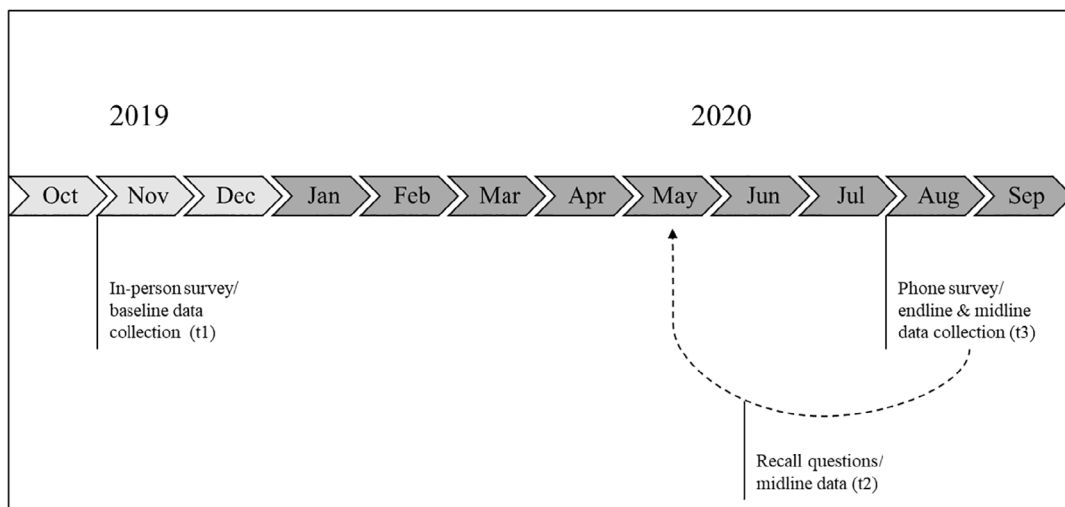 2019 2020
Oct Nov Dec Jan Feb Mar Apr May Jun Jul Aug Sep
In-person survey/
baseline data
collection (t1)
Phone survey/
endline & midline
data collection (t3)
Recall questions/
midline data (t2)